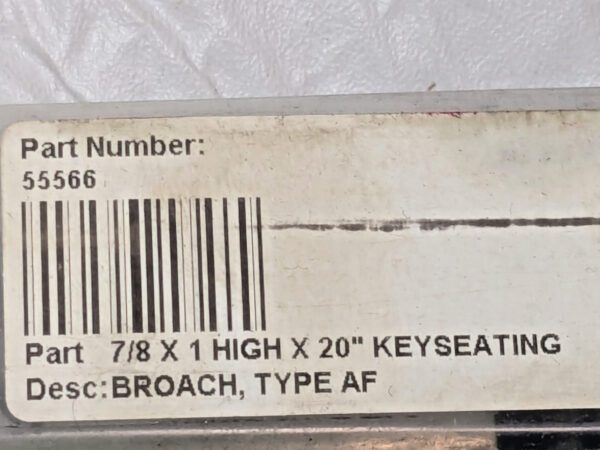 Part Number:
55566
Part 7/8 X 1 HIGH X 20" KEYSEATING
Desc: BROACH, TYPE AF